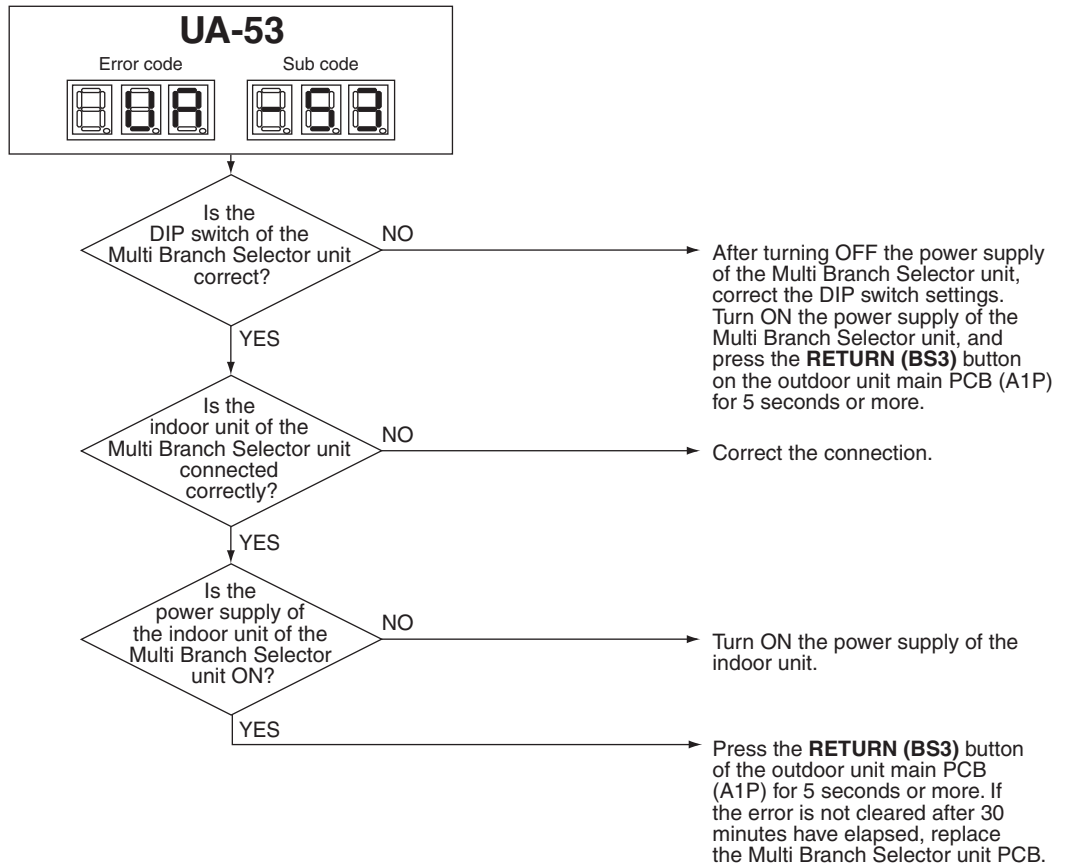 UA-53
Error code
Sub code
UA
-53
Is the
DIP switch of the
Multi Branch Selector unit
correct?
NO
After turning OFF the power supply
of the Multi Branch Selector unit,
correct the DIP switch settings.
Turn ON the power supply of the
Multi Branch Selector unit, and
press the RETURN (BS3) button
on the outdoor unit main PCB (A1P)
for 5 seconds or more.
YES
Is the
indoor unit of the
Multi Branch Selector unit
connected
correctly?
NO
Correct the connection.
YES
Is the
power supply of
the indoor unit of the
Multi Branch Selector
unit ON?
NO
Turn ON the power supply of the
indoor unit.
YES
Press the RETURN (BS3) button
of the outdoor unit main PCB
(A1P) for 5 seconds or more. If
the error is not cleared after 30
minutes have elapsed, replace
the Multi Branch Selector unit PCB.